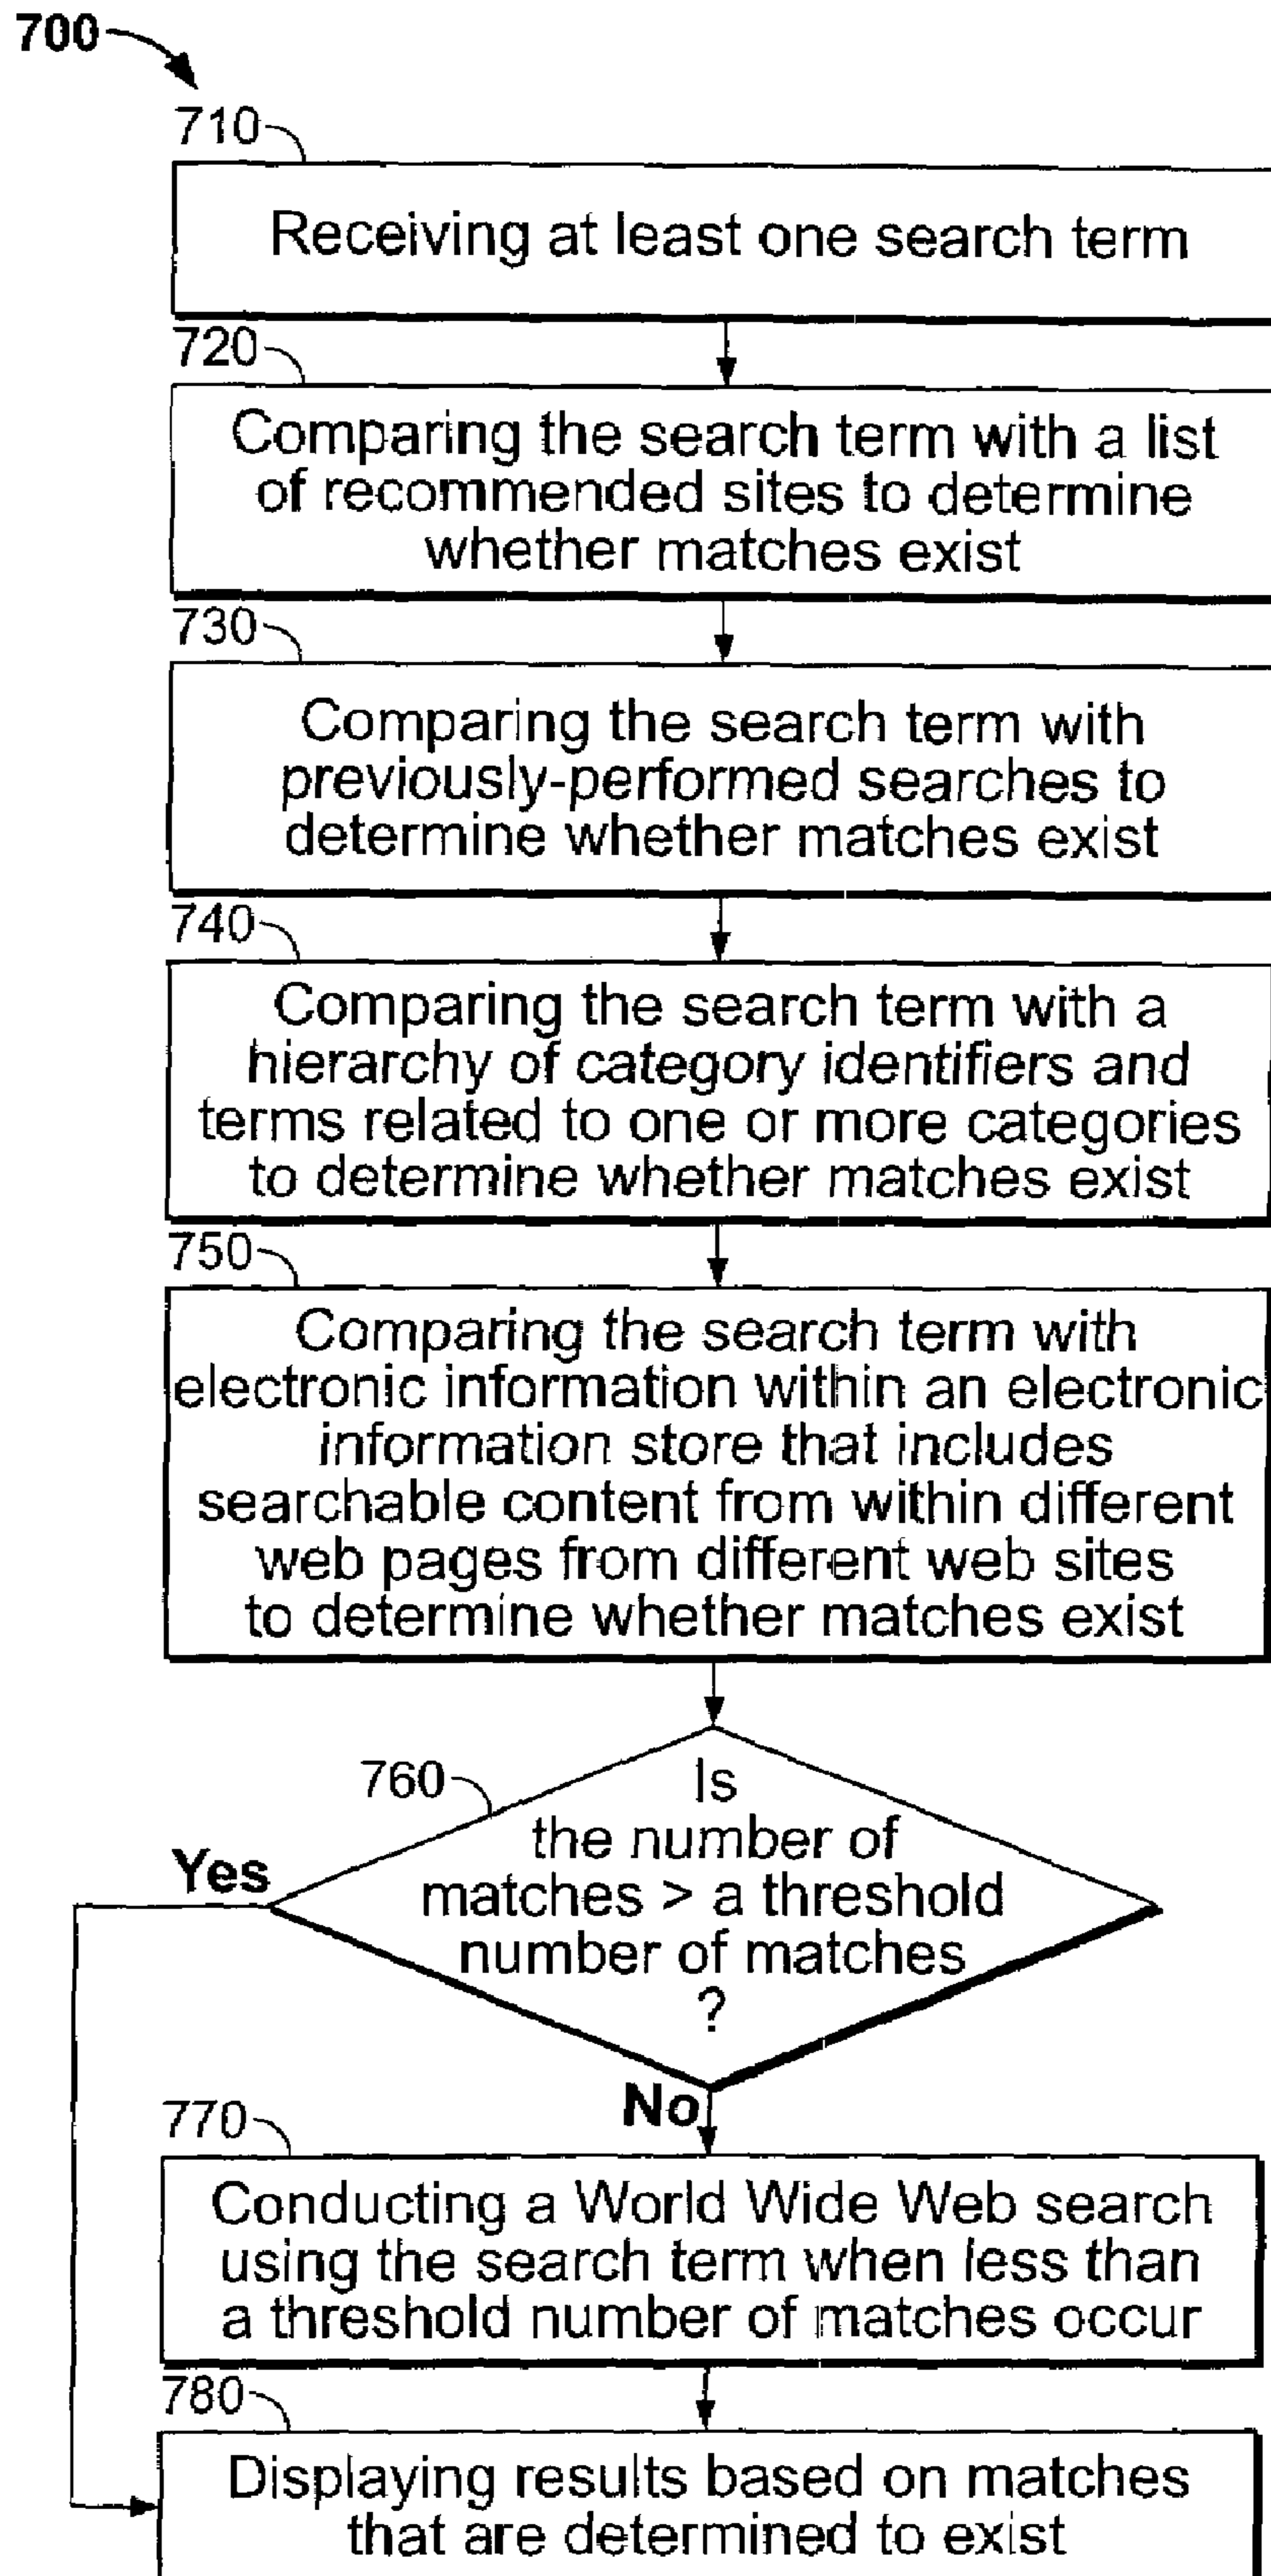 700
710
Receiving at least one search term
720
Comparing the search term with a list
of recommended sites to determine
whether matches exist
730
Comparing the search term with
previously-performed searches to
determine whether matches exist
740
Comparing the search term with a
hierarchy of category identifiers and
terms related to one or more categories
to determine whether matches exist
750
Comparing the search term with
electronic information within an electronic
information store that includes
searchable content from within different
web pages from different web sites
to determine whether matches exist
760
Is
the number of
matches > a threshold
number of matches
?
Yes
No
770
Conducting a World Wide Web search
using the search term when less than
a threshold number of matches occur
780
Displaying results based on matches
that are determined to exist